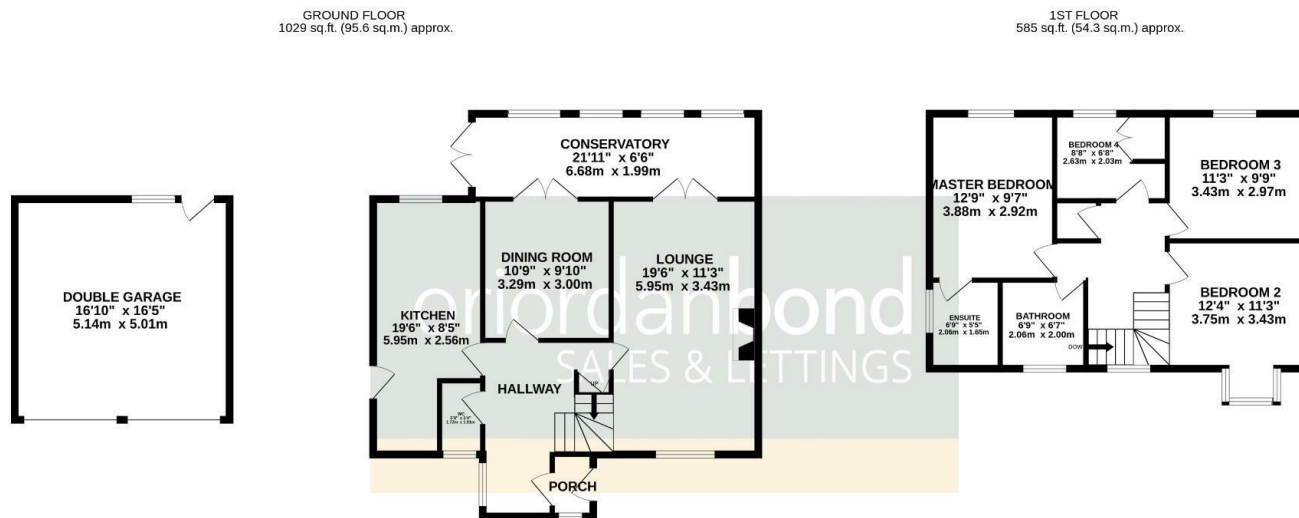 GROUND FLOOR
1029 sq.ft. (95.6 sq.m.) approx.
1ST FLOOR
585 sq.ft. (54.3 sq.m.) approx.
CONSERVATORY
21'11" x 6'6"
6.68m x 1.99m
DOUBLE GARAGE
16'10" x 16'5"
5.14m x 5.01m
KITCHEN
19'6" x 8'5"
5.95m x 2.56m
DINING ROOM
10'9" x 9'10"
3.29m x 3.00m
LOUNGE
19'6" x 11'3"
5.95m x 3.43m
HALLWAY
UP
WC
PORCH
oriordanbond
SALES & LETTINGS
MASTER BEDROOM
12'9" x 9'7"
3.88m x 2.92m
BEDROOM 4
8'8" x 6'8"
2.63m x 2.03m
BEDROOM 3
11'3" x 9'9"
3.43m x 2.97m
BEDROOM 2
12'4" x 11'3"
3.75m x 3.43m
ENSUITE
6'9" x 5'5"
2.06m x 1.65m
BATHROOM
6'9" x 6'7"
2.06m x 2.00m
DOW